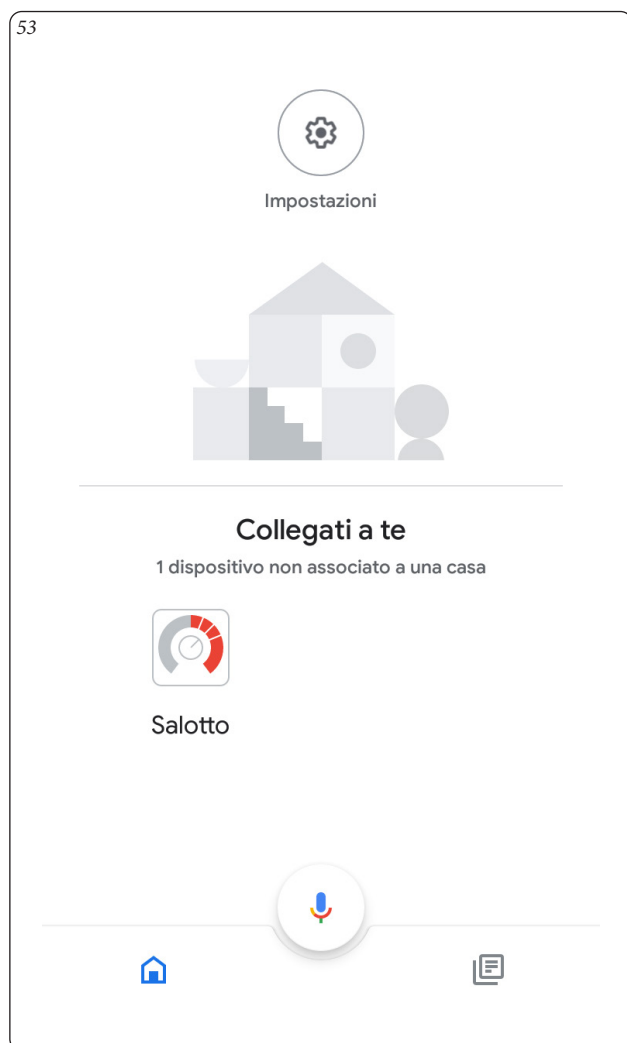 53
Impostazioni
Collegati a te
1 dispositivo non associato a una casa
Salotto